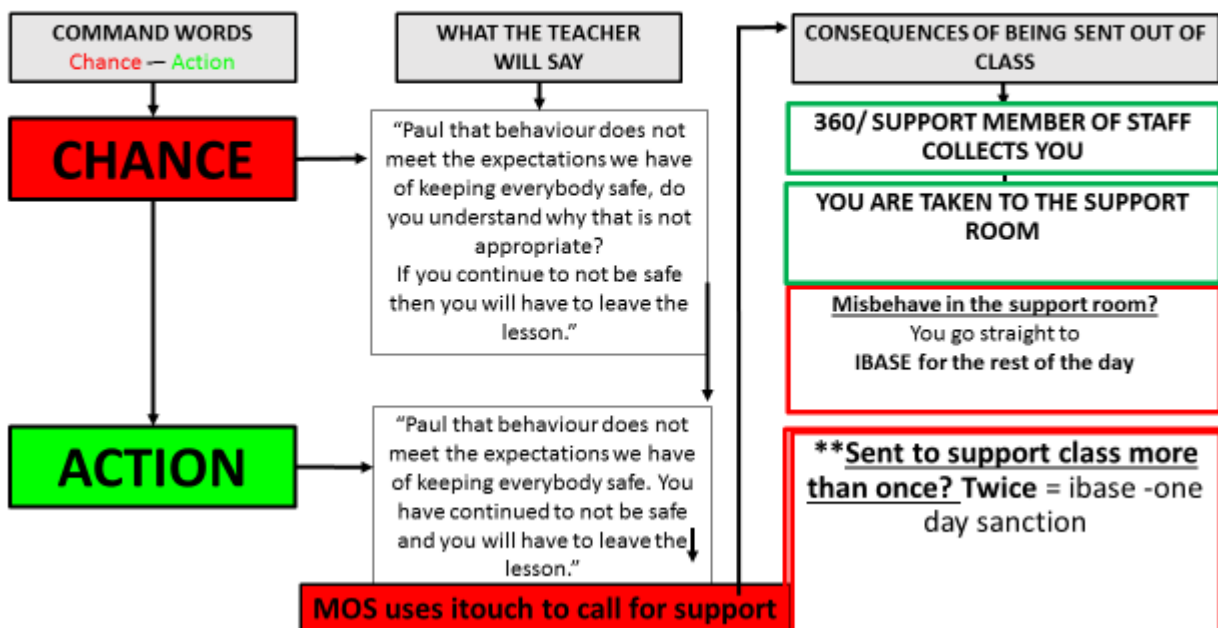 COMMAND WORDS
Chance — Action
CHANCE
ACTION
WHAT THE TEACHER
WILL SAY
“Paul that behaviour does not
meet the expectations we have
of keeping everybody safe, do
you understand why that is not
appropriate?
If you continue to not be safe
then you will have to leave the
lesson.”
“Paul that behaviour does not
meet the expectations we have
of keeping everybody safe. You
have continued to not be safe
and you will have to leave the
lesson.”
MOS uses itouch to call for support
CONSEQUENCES OF BEING SENT OUT OF
CLASS
360/ SUPPORT MEMBER OF STAFF
COLLECTS YOU
YOU ARE TAKEN TO THE SUPPORT
ROOM
Misbehave in the support room?
You go straight to
IBASE for the rest of the day
**Sent to support class more
than once? Twice = ibase -one
day sanction